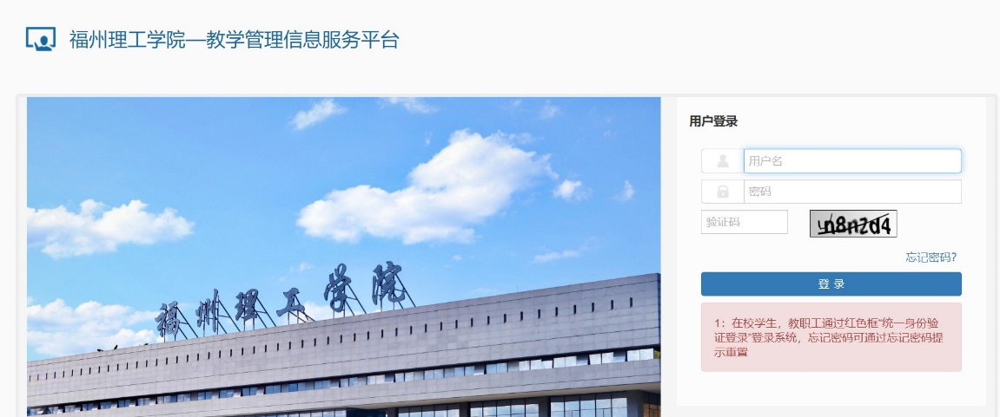 福州理工学院—教学管理信息服务平台
福州理工学院
用户登录
用户名
密码
验证码
忘记密码?
登 录
1：在校学生，教职工通过红色框"统一身份验
证登录"登录系统，忘记密码可通过忘记密码提
示重置